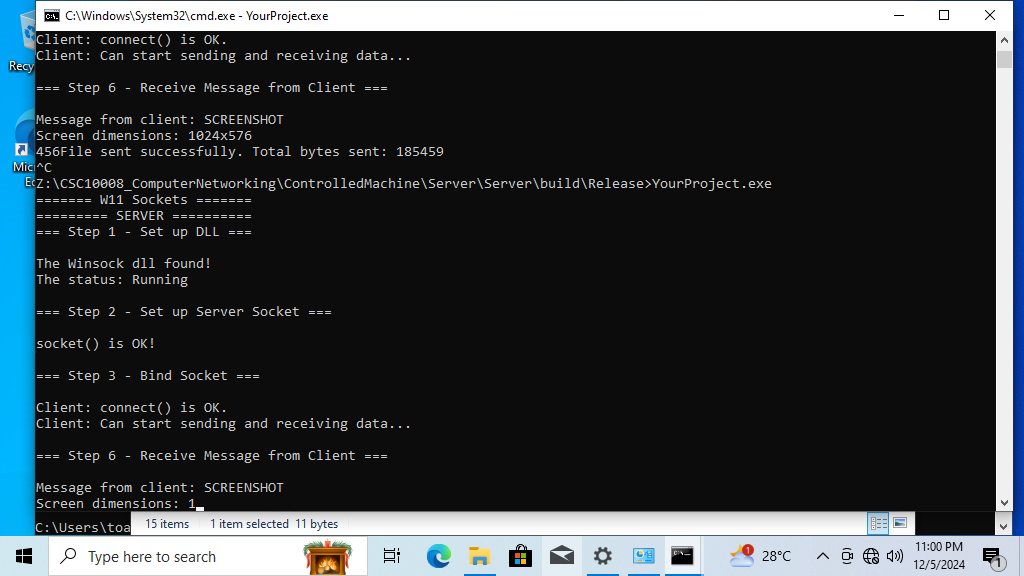 C:\Windows\System32\cmd.exe - YourProject.exe
Client: connect() is OK.
Client: Can start sending and receiving data...
Recy
=== Step 6 - Receive Message from Client ===
Message from client: SCREENSHOT
Screen dimensions: 1024x576
456File sent successfully. Total bytes sent: 185459
Mic
^C
Ed
Z:\CSC10008_ComputerNetworking\ControlledMachine\Server\Server\build\Release>YourProject.exe
======= W11 Sockets =======
========= SERVER ==========
=== Step 1 - Set up DLL ===
The Winsock dll found!
The status: Running
=== Step 2 - Set up Server Socket ===
socket() is OK!
=== Step 3 - Bind Socket ===
Client: connect() is OK.
Client: Can start sending and receiving data...
=== Step 6 - Receive Message from Client ===
Message from client: SCREENSHOT
Screen dimensions: 1
C:\Users\toa
15 items 1 item selected 11 bytes
Type here to search
1
28°C
11:00 PM
12/5/2024
1